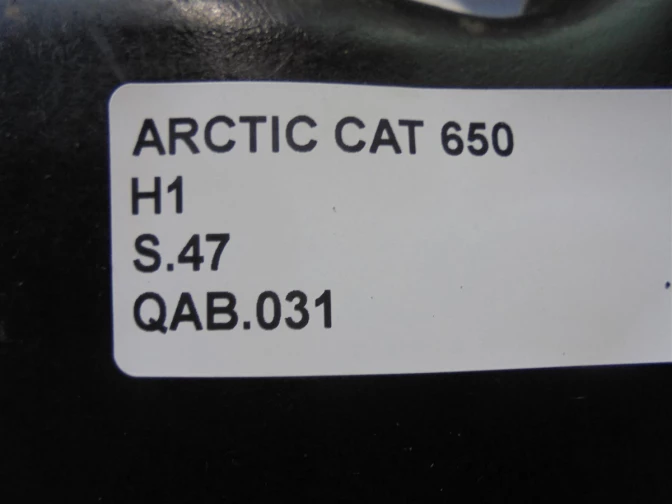 ARCTIC CAT 650
H1
S.47
QAB.031